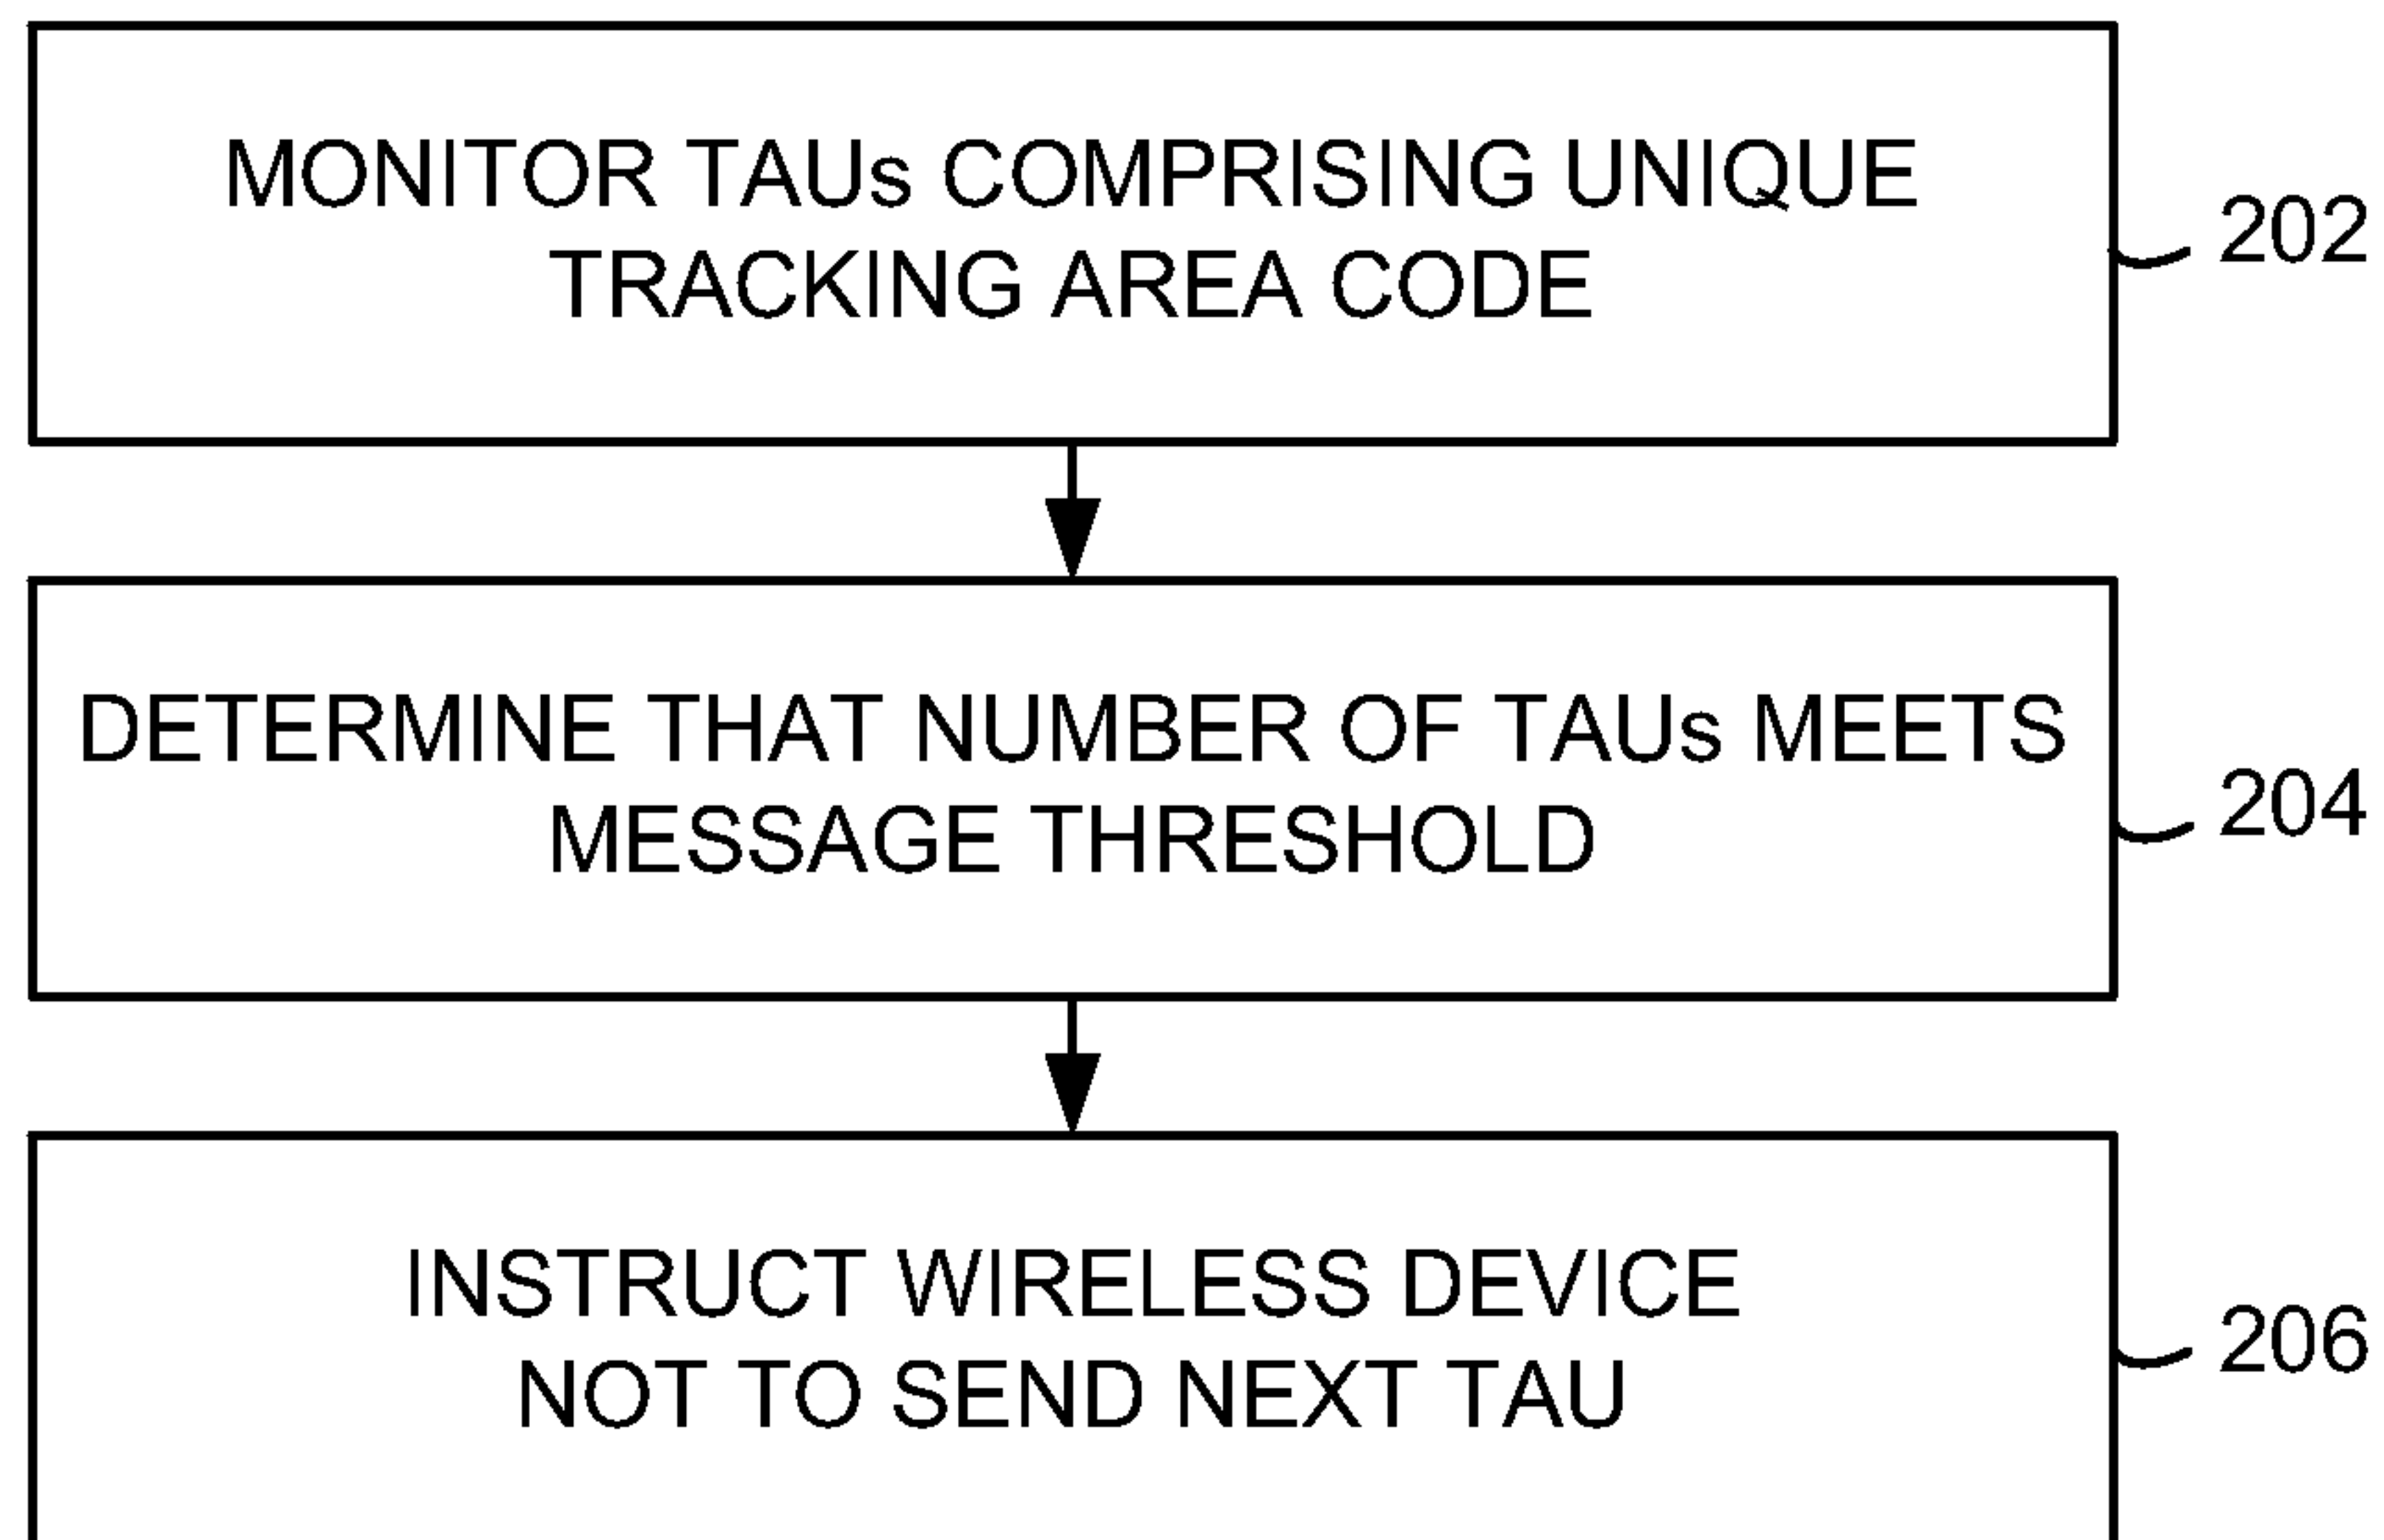 MONITOR TAUs COMPRISING UNIQUE
TRACKING AREA CODE
202
DETERMINE THAT NUMBER OF TAUs MEETS
MESSAGE THRESHOLD
204
INSTRUCT WIRELESS DEVICE
NOT TO SEND NEXT TAU
206